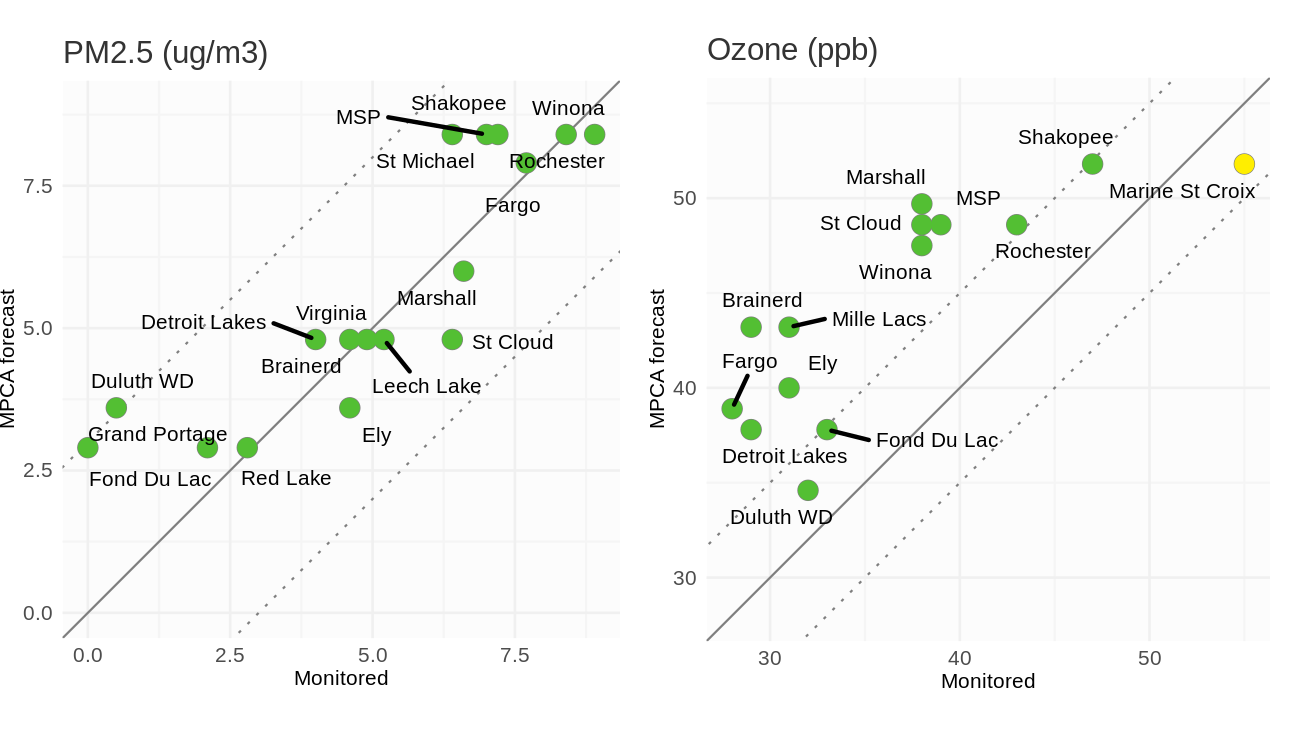 PM2.5 (ug/m3)
MPCA forecast
7.5
5.0
2.5
0.0
Shakopee
Winona
MSP
St Michael
Rochester
Fargo
Marshall
Virginia
Detroit Lakes
St Cloud
Brainerd
Leech Lake
Duluth WD
Ely
Grand Portage
Fond Du Lac
Red Lake
0.0
2.5
5.0
7.5
Monitored
Ozone (ppb)
MPCA forecast
50
40
30
Shakopee
Marshall
MSP
Marine St Croix
St Cloud
Rochester
Winona
Brainerd
Mille Lacs
Fargo
Ely
Fond Du Lac
Detroit Lakes
Duluth WD
30
40
50
Monitored